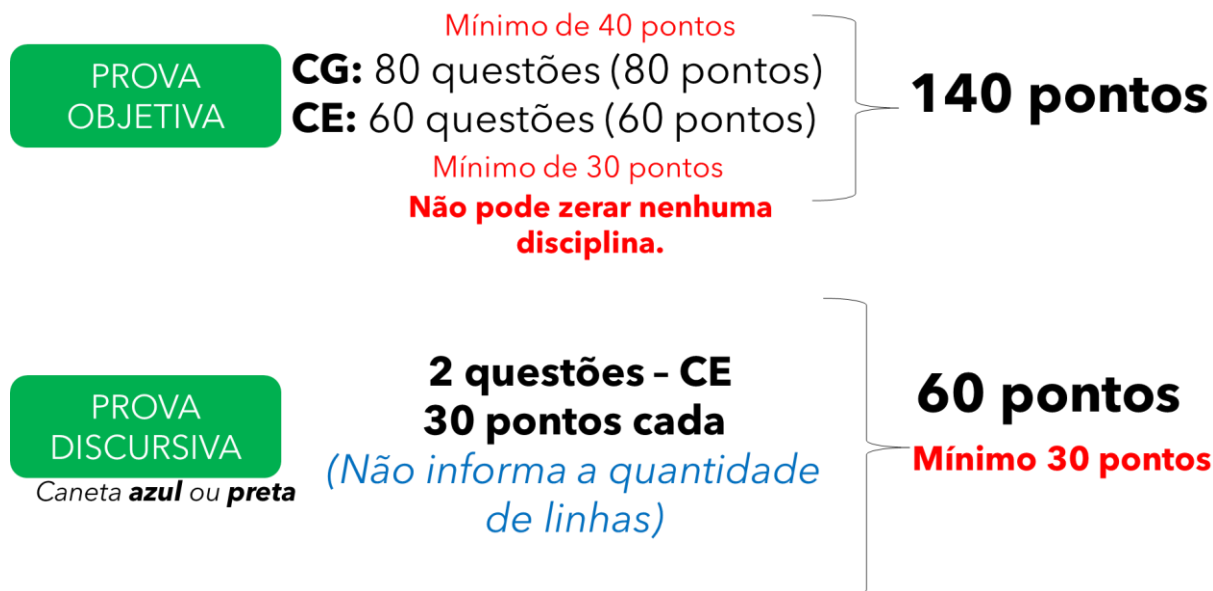 Mínimo de 40 pontos
PROVA
OBJETIVA
CG: 80 questões (80 pontos)
CE: 60 questões (60 pontos)
140 pontos
Mínimo de 30 pontos
Não pode zerar nenhuma
disciplina.
PROVA
DISCURSIVA
Caneta azul ou preta
2 questões – CE
30 pontos cada
(Não informa a quantidade
de linhas)
60 pontos
Mínimo 30 pontos